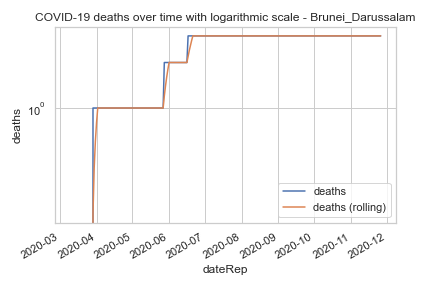 COVID-19 deaths over time with logarithmic scale - Brunei_Darussalam
deaths
10⁰
deaths
deaths (rolling)
2020-03
2020-04
2020-05
2020-06
2020-07
2020-08
2020-09
2020-10
2020-11
2020-12
dateRep